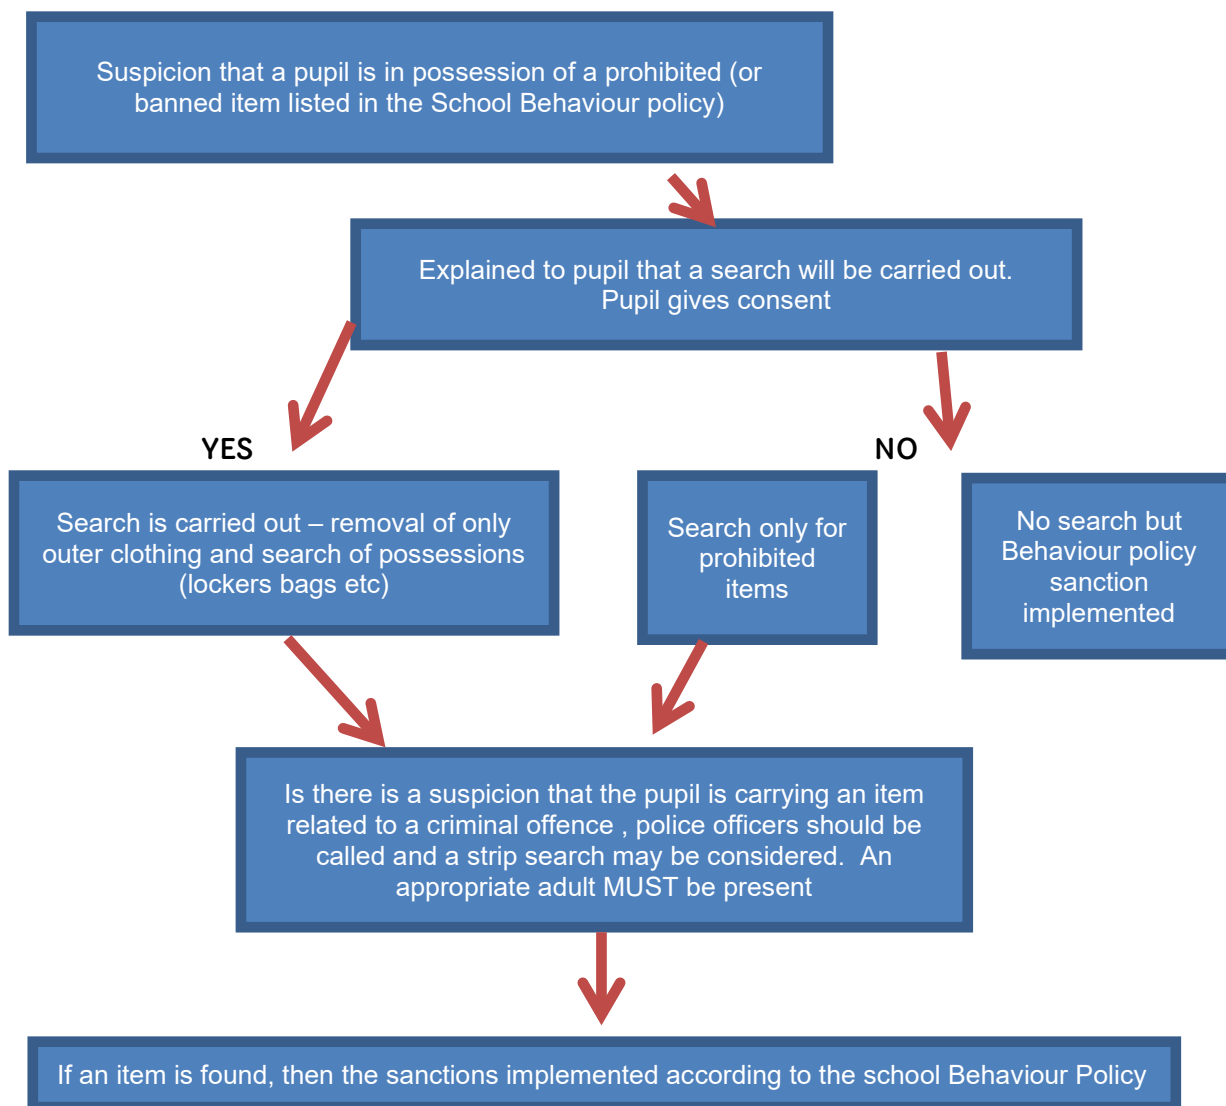 Suspicion that a pupil is in possession of a prohibited (or
banned item listed in the School Behaviour policy)
Explained to pupil that a search will be carried out.
Pupil gives consent
YES
NO
Search is carried out – removal of only
outer clothing and search of possessions
(lockers bags etc)
Search only for
prohibited
items
No search but
Behaviour policy
sanction
implemented
Is there is a suspicion that the pupil is carrying an item
related to a criminal offence , police officers should be
called and a strip search may be considered.  An
appropriate adult MUST be present
If an item is found, then the sanctions implemented according to the school Behaviour Policy